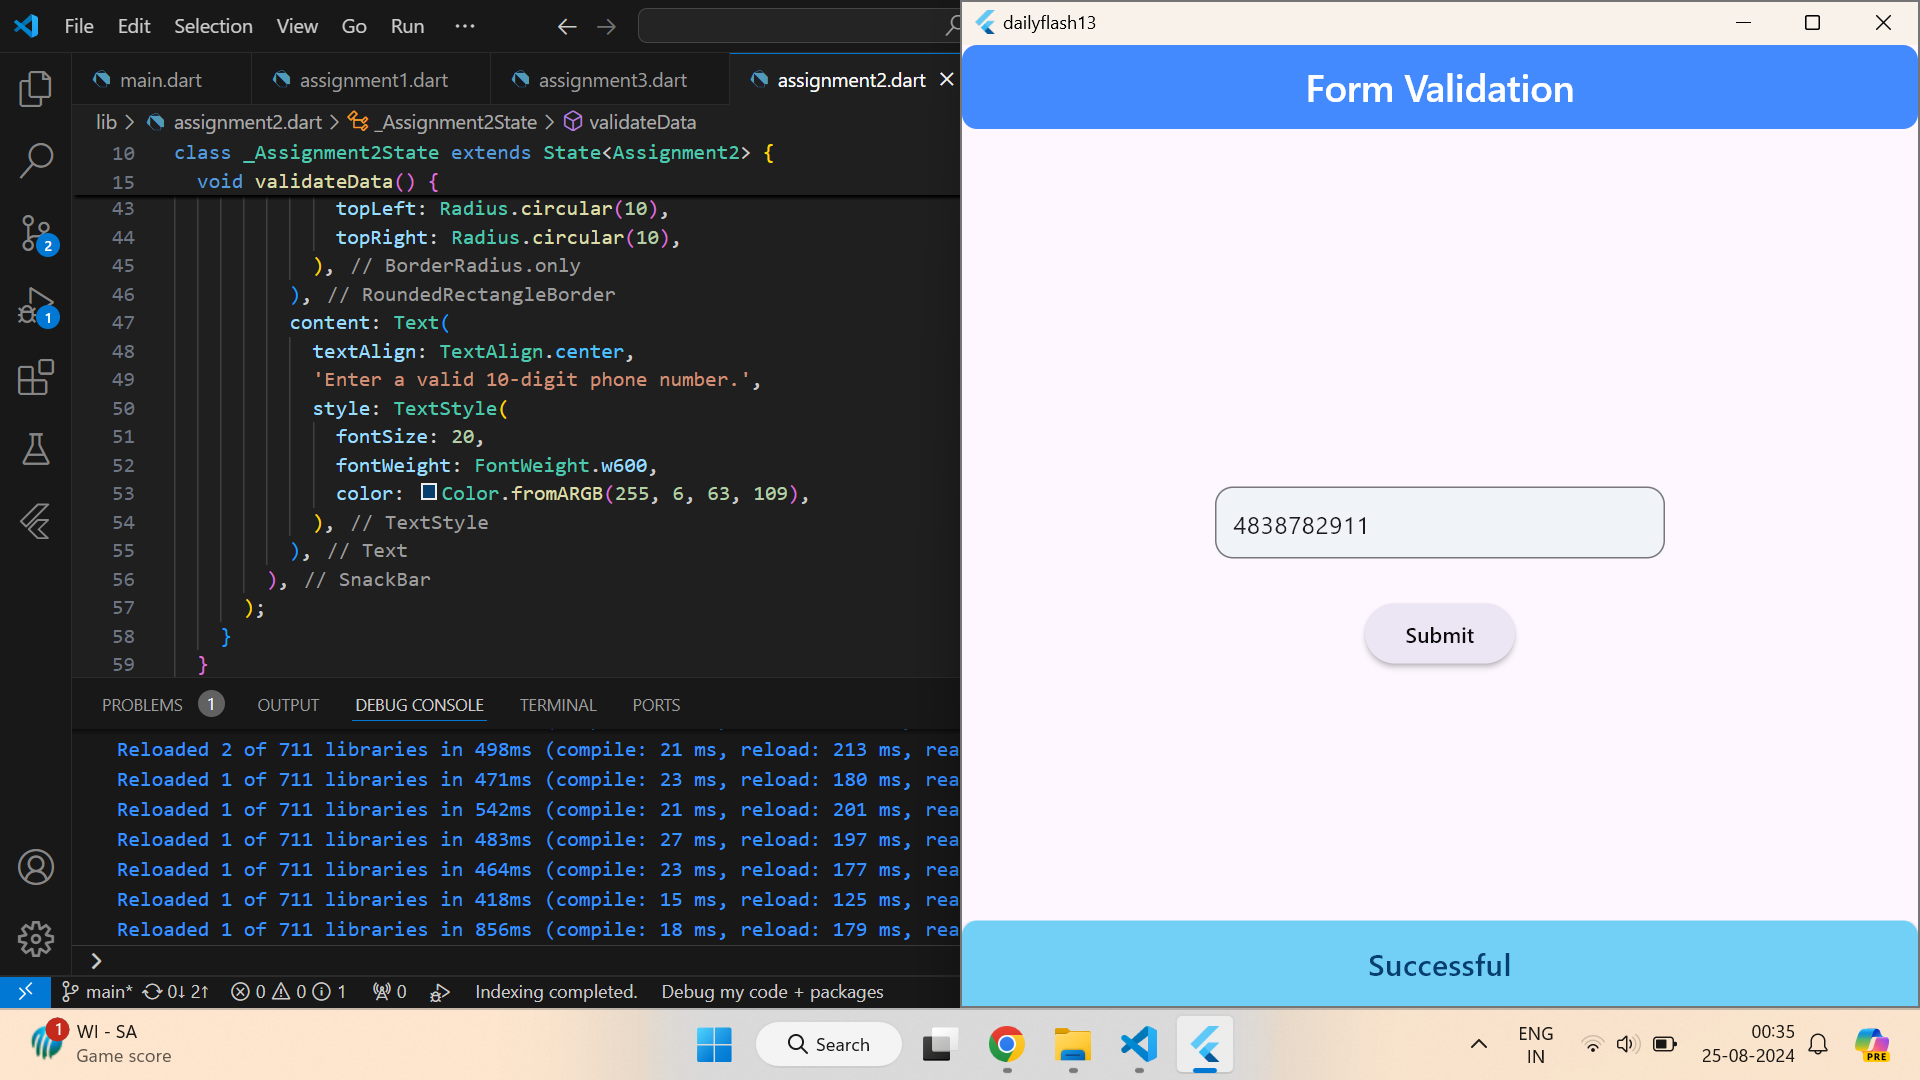 File Edit Selection View Go Run ···
main.dart
assignment1.dart
assignment3.dart
assignment2.dart
lib > assignment2.dart > _Assignment2State > validateData
10 class _Assignment2State extends State<Assignment2> {
15 void validateData() {
43 topLeft: Radius.circular(10),
44 topRight: Radius.circular(10),
45 ), // BorderRadius.only
46 ), // RoundedRectangleBorder
47 content: Text(
48 textAlign: TextAlign.center,
49 'Enter a valid 10-digit phone number.',
50 style: TextStyle(
51 fontSize: 20,
52 fontWeight: FontWeight.w600,
53 color: Color.fromARGB(255, 6, 63, 109),
54 ), // TextStyle
55 ), // Text
56 ), // SnackBar
57 );
58 }
59 }
2
1
PROBLEMS 1 OUTPUT DEBUG CONSOLE TERMINAL PORTS
Reloaded 2 of 711 libraries in 498ms (compile: 21 ms, reload: 213 ms, rea
Reloaded 1 of 711 libraries in 471ms (compile: 23 ms, reload: 180 ms, rea
Reloaded 1 of 711 libraries in 542ms (compile: 21 ms, reload: 201 ms, rea
Reloaded 1 of 711 libraries in 483ms (compile: 27 ms, reload: 197 ms, rea
Reloaded 1 of 711 libraries in 464ms (compile: 23 ms, reload: 177 ms, rea
Reloaded 1 of 711 libraries in 418ms (compile: 15 ms, reload: 125 ms, rea
Reloaded 1 of 711 libraries in 856ms (compile: 18 ms, reload: 179 ms, rea
>
main* 0↓ 2↑ 0 0 1 0 Indexing completed. Debug my code + packages
dailyflash13
Form Validation
4838782911
Submit
Successful
1
WI - SA
Game score
Search
ENG
IN
00:35
25-08-2024
PRE